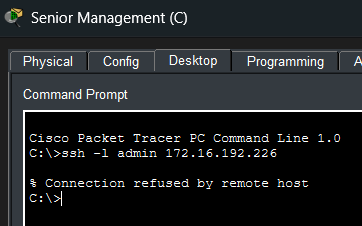 Senior Management (C)
Physical Config Desktop Programming A
Command Prompt
Cisco Packet Tracer PC Command Line 1.0
C:\>ssh -l admin 172.16.192.226
% Connection refused by remote host
C:\>